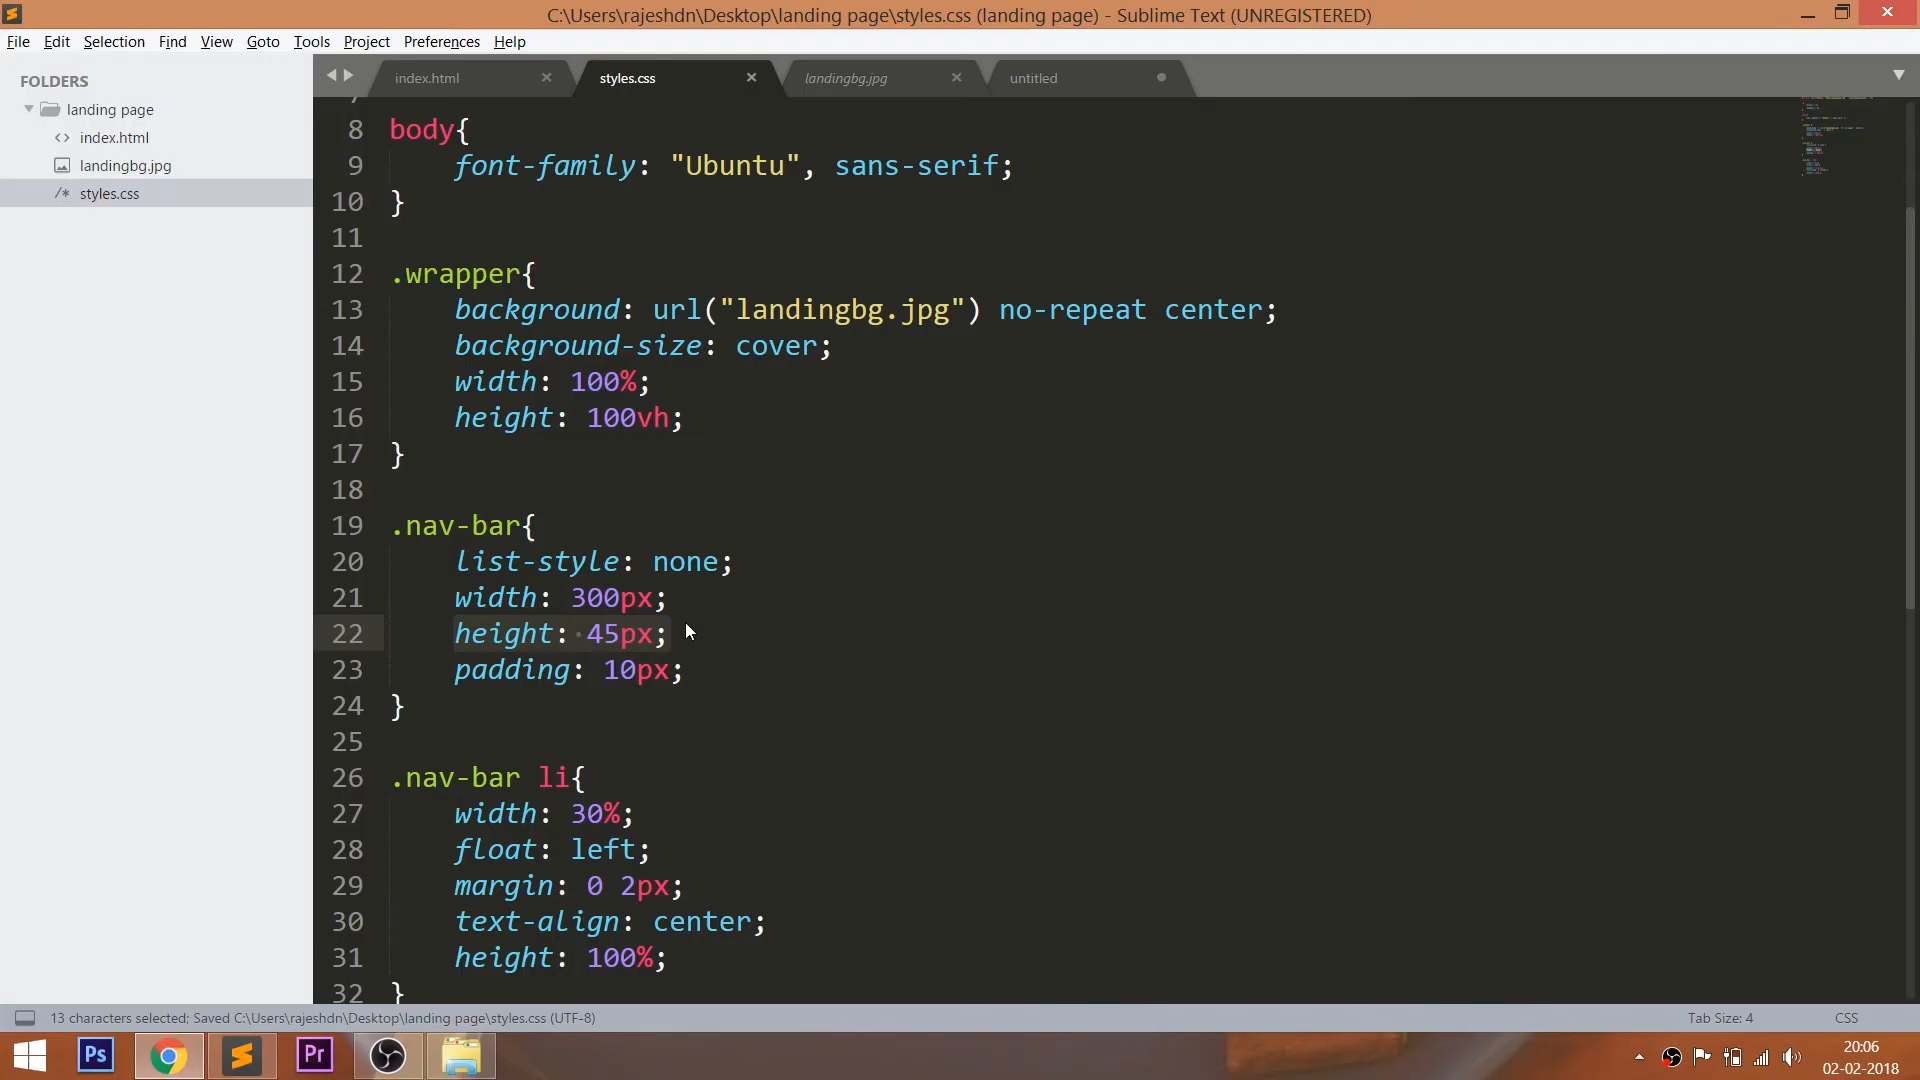 C:\Users\rajeshdn\Desktop\landing page\styles.css (landing page) - Sublime Text (UNREGISTERED)
File Edit Selection Find View Goto Tools Project Preferences Help
FOLDERS
landing page
<> index.html
landingbg.jpg
/* styles.css
index.html
styles.css
landingbg.jpg
untitled
8 body{
9 font-family: "Ubuntu", sans-serif;
10 }
11
12 .wrapper{
13 background: url("landingbg.jpg") no-repeat center;
14 background-size: cover;
15 width: 100%;
16 height: 100vh;
17 }
18
19 .nav-bar{
20 list-style: none;
21 width: 300px;
22 height: 45px;
23 padding: 10px;
24 }
25
26 .nav-bar li{
27 width: 30%;
28 float: left;
29 margin: 0 2px;
30 text-align: center;
31 height: 100%;
32 }
13 characters selected; Saved C:\Users\rajeshdn\Desktop\landing page\styles.css (UTF-8)
Tab Size: 4
CSS
Ps
Pr
20:06
02-02-2018